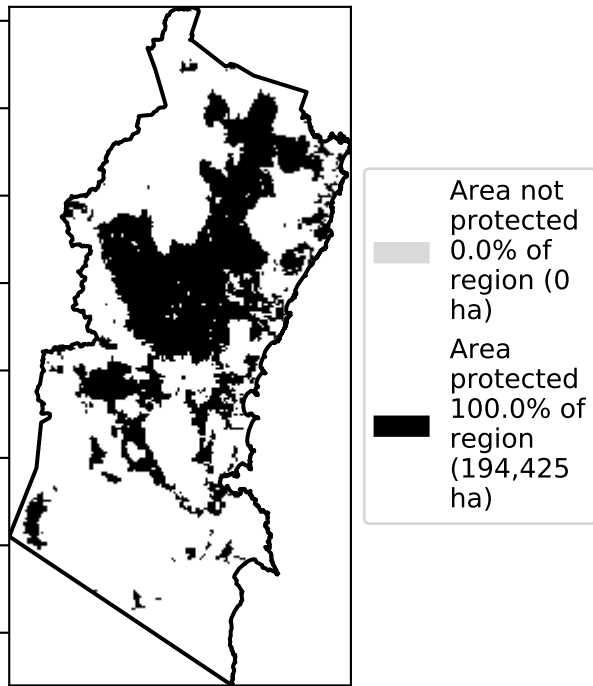 Area not
protected
0.0% of
region (0
ha)
Area
protected
100.0% of
region
(194,425
ha)